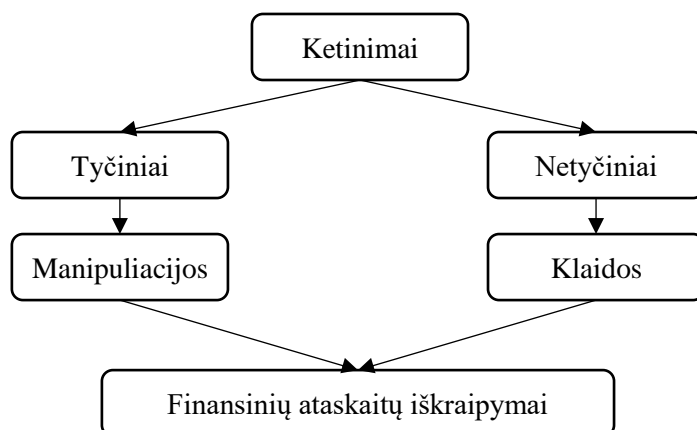 Ketinimai
Tyčiniai
Netyčiniai
Manipuliacijos
Klaidos
Finansinių ataskaitų iškraipymai